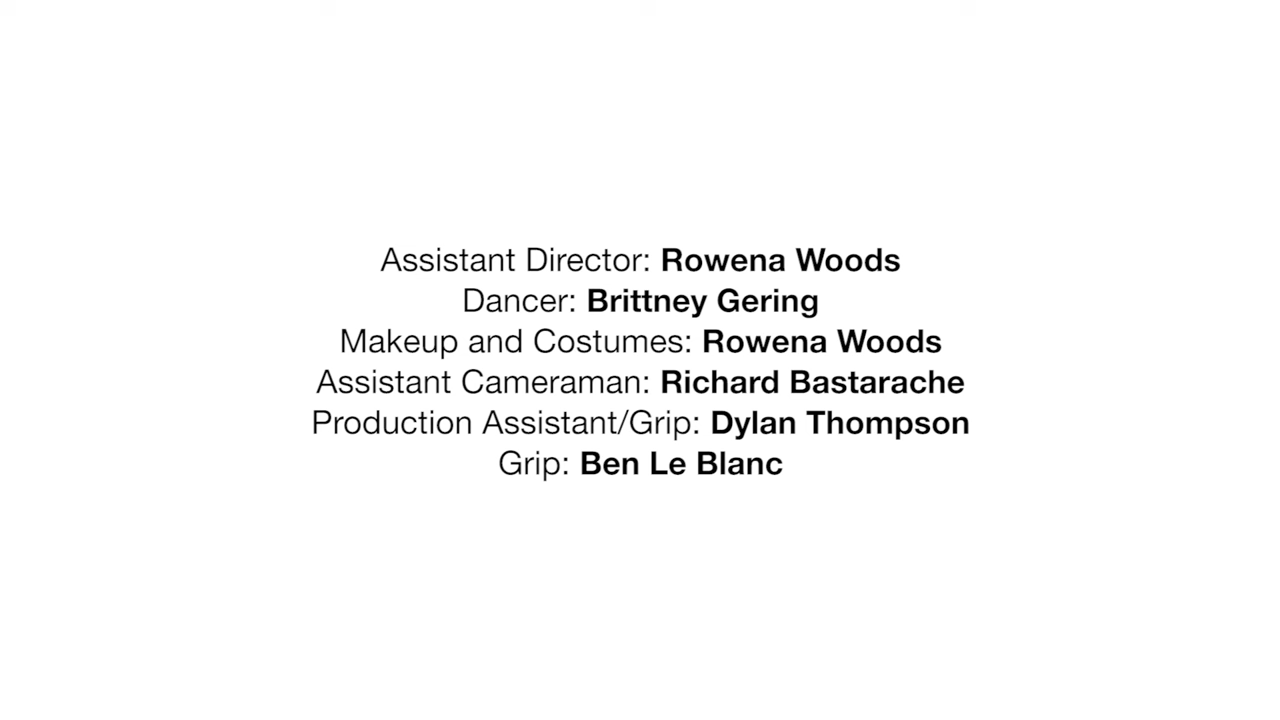 Assistant Director: Rowena Woods
Dancer: Brittney Gering
Makeup and Costumes: Rowena Woods
Assistant Cameraman: Richard Bastarache
Production Assistant/Grip: Dylan Thompson
Grip: Ben Le Blanc